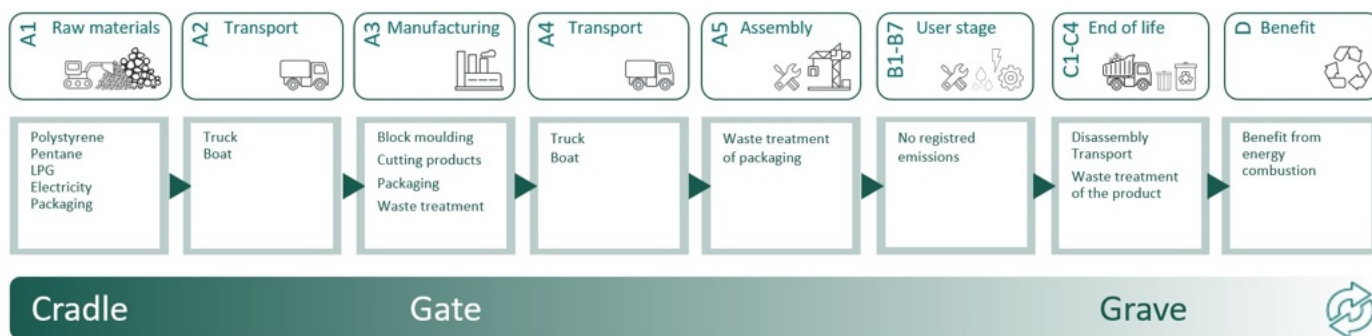 A1 Raw materials
A2 Transport
A3 Manufacturing
A4 Transport
A5 Assembly
B1-B7 User stage
C1-C4 End of life
D Benefit
Polystyrene
Pentane
LPG
Electricity
Packaging
Truck
Boat
Block moulding
Cutting products
Packaging
Waste treatment
Truck
Boat
Waste treatment
of packaging
No registred
emissions
Disassembly
Transport
Waste treatment
of the product
Benefit from
energy
combustion
Cradle
Gate
Grave